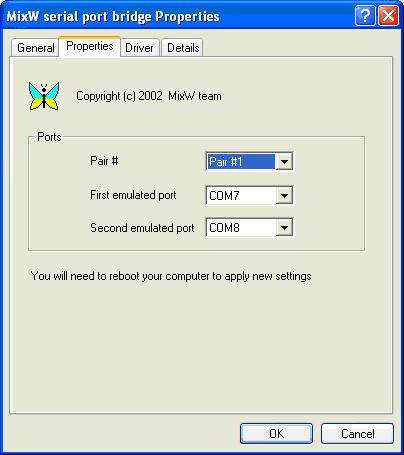 MixW serial port bridge Properties
General Properties Driver Details
Copyright (c) 2002 MixW team
Ports
Pair # Pair #1
First emulated port COM7
Second emulated port COM8
You will need to reboot your computer to apply new settings
OK Cancel